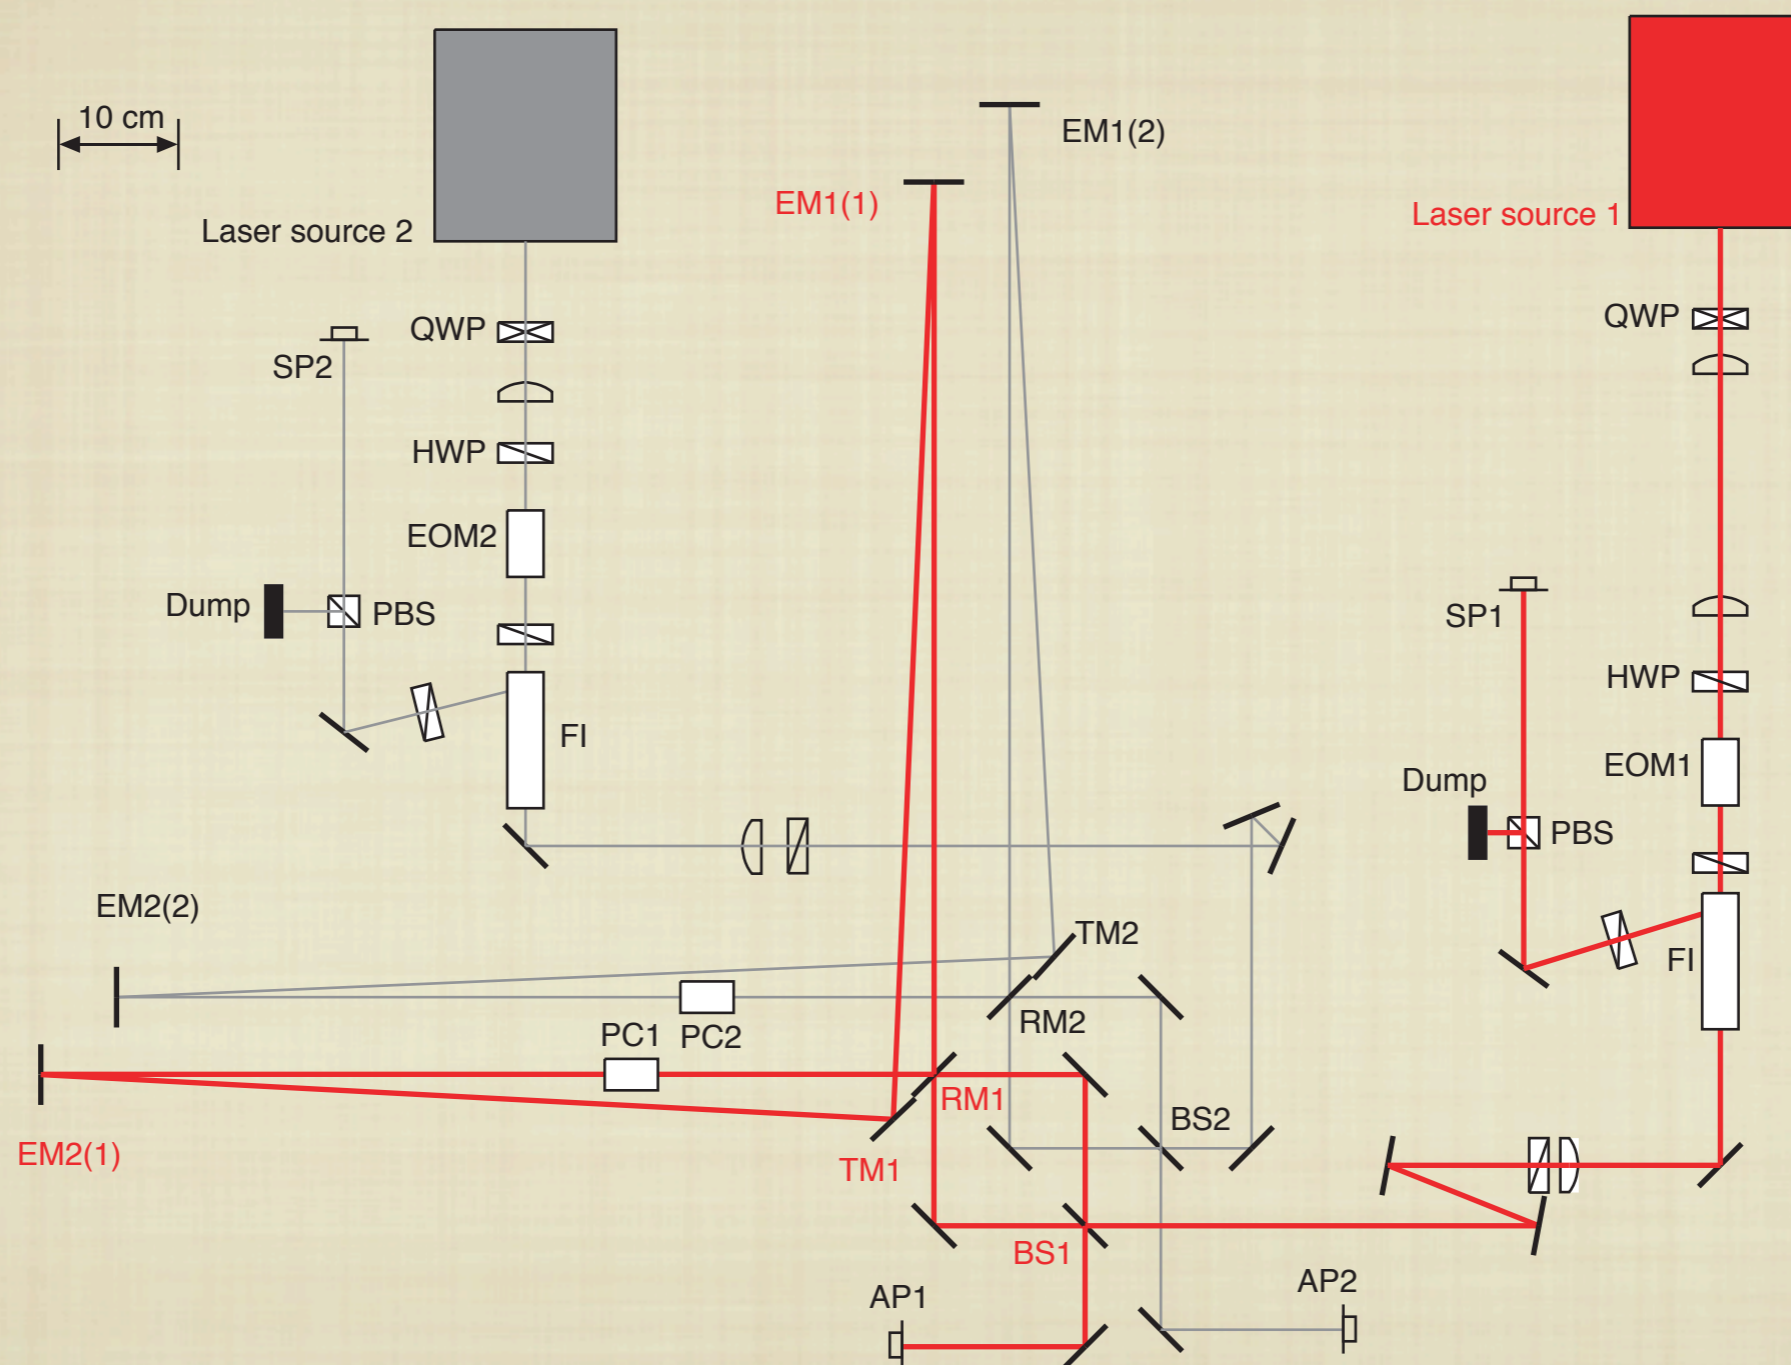 10 cm
EM1(2)
EM1(1)
Laser source 1
Laser source 2
QWP
QWP
SP2
HWP
EOM2
Dump
PBS
SP1
HWP
FI
EOM1
Dump
PBS
EM2(2)
TM2
FI
RM2
PC1
PC2
RM1
BS2
EM2(1)
TM1
BS1
AP2
AP1